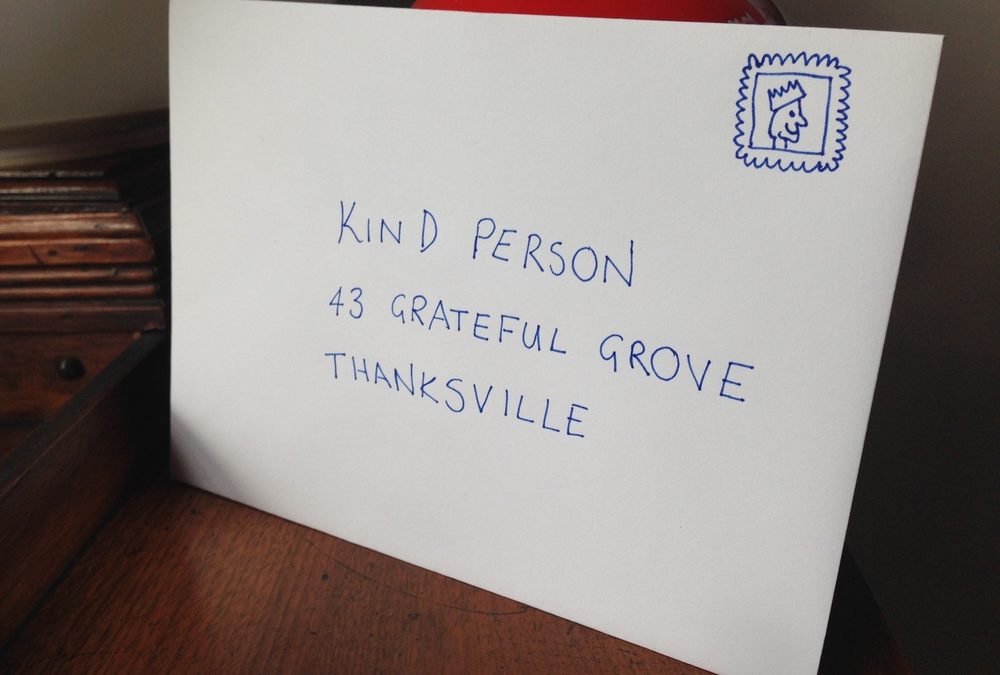 KIND PERSON
43 GRATEFUL GROVE
THANKSVILLE